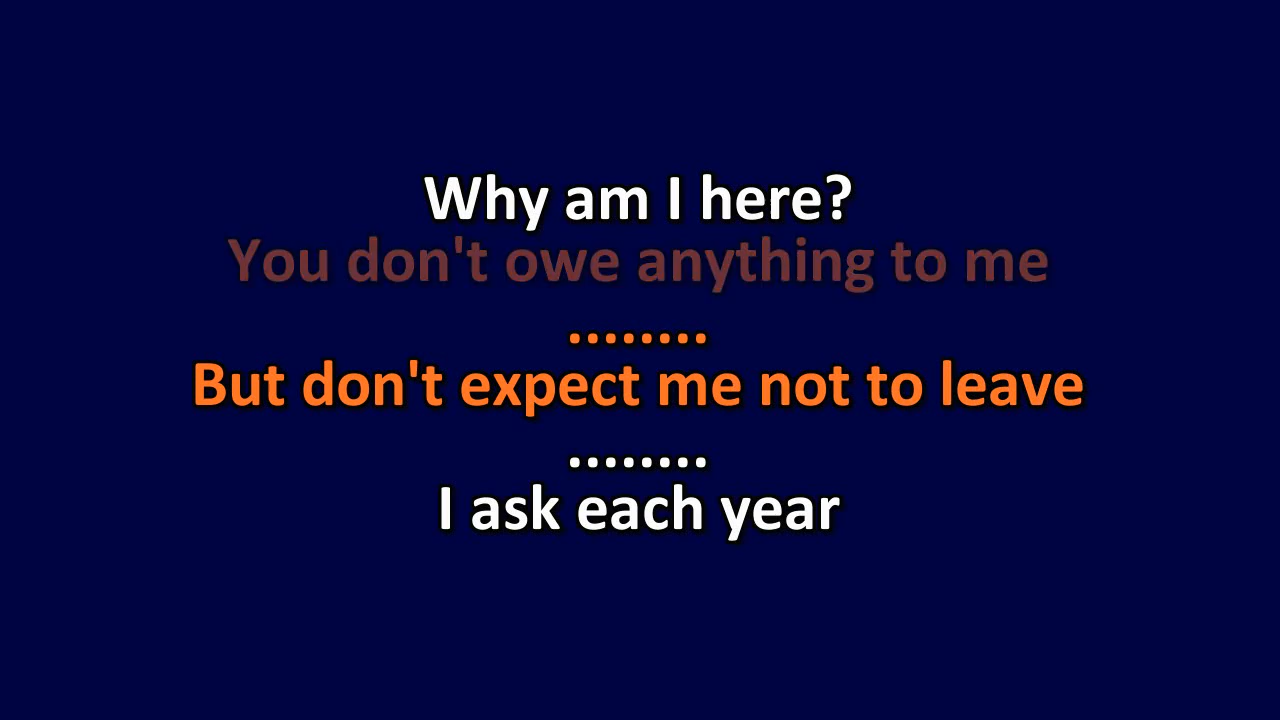 Why am I here?
You don't owe anything to me
........
But don't expect me not to leave
........
I ask each year